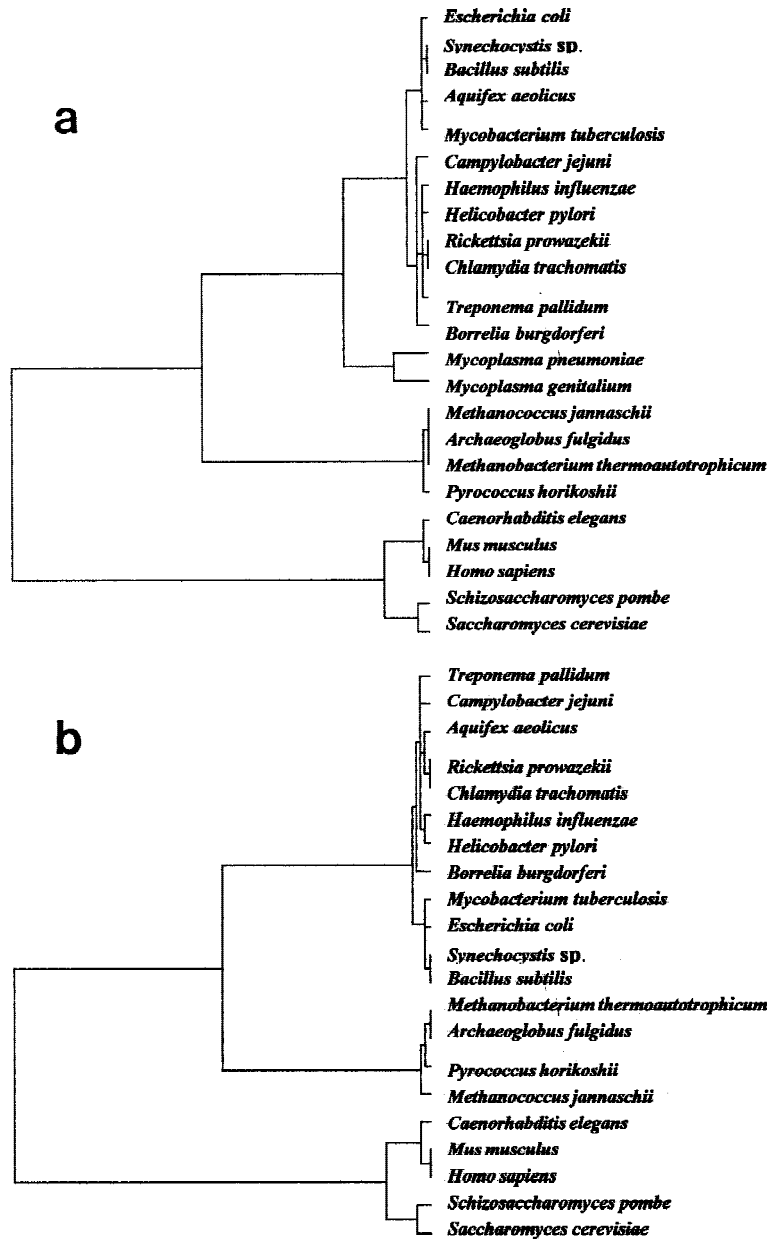 a
Escherichia coli
Synechocystis sp.
Bacillus subtilis
Aquifex aeolicus
Mycobacterium tuberculosis
Campylobacter jejuni
Haemophilus influenzae
Helicobacter pylori
Rickettsia prowazekii
Chlamydia trachomatis
Treponema pallidum
Borrelia burgdorferi
Mycoplasma pneumoniae
Mycoplasma genitalium
Methanococcus jannaschii
Archaeoglobus fulgidus
Methanobacterium thermoautotrophicum
Pyrococcus horikoshii
Caenorhabditis elegans
Mus musculus
Homo sapiens
Schizosaccharomyces pombe
Saccharomyces cerevisiae
b
Treponema pallidum
Campylobacter jejuni
Aquifex aeolicus
Rickettsia prowazekii
Chlamydia trachomatis
Haemophilus influenzae
Helicobacter pylori
Borrelia burgdorferi
Mycobacterium tuberculosis
Escherichia coli
Synechocystis sp.
Bacillus subtilis
Methanobacterium thermoautotrophicum
Archaeoglobus fulgidus
Pyrococcus horikoshii
Methanococcus jannaschii
Caenorhabditis elegans
Mus musculus
Homo sapiens
Schizosaccharomyces pombe
Saccharomyces cerevisiae